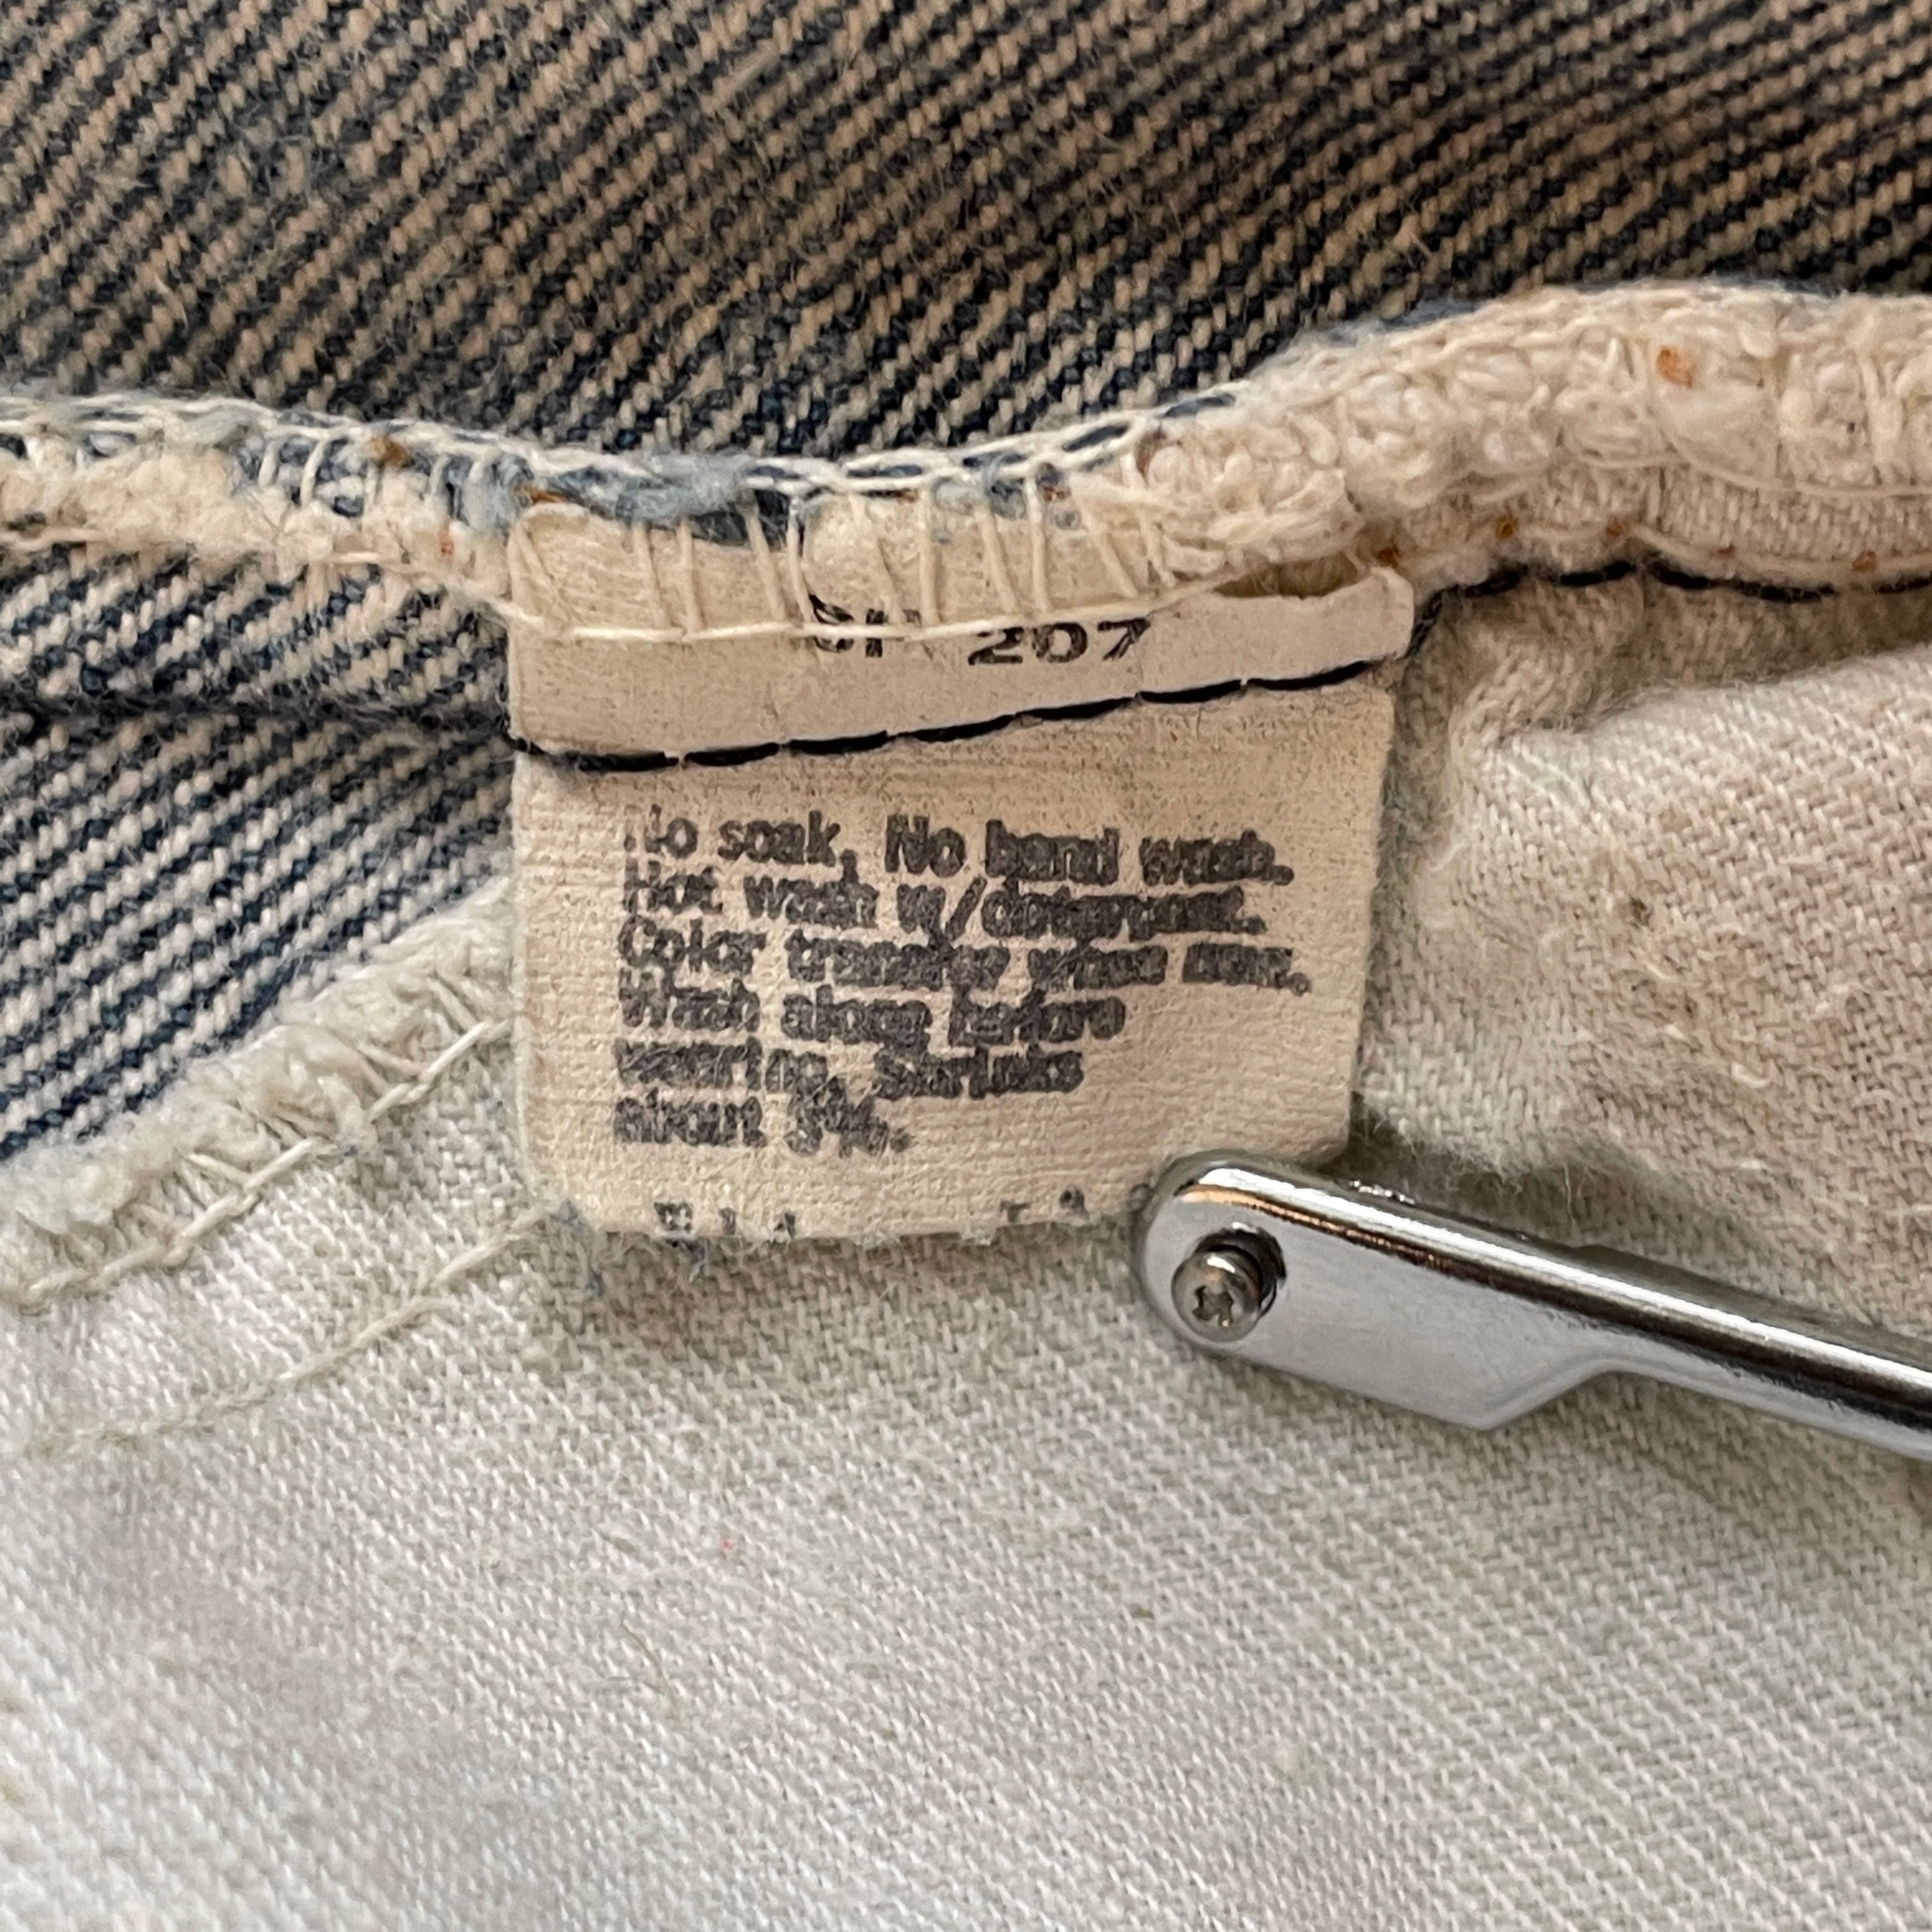 207
No soak, No hand wash.
Hot wash w/detergent.
Color transfer when new.
Wash alone before
wearing. Shrinks
about 3%.